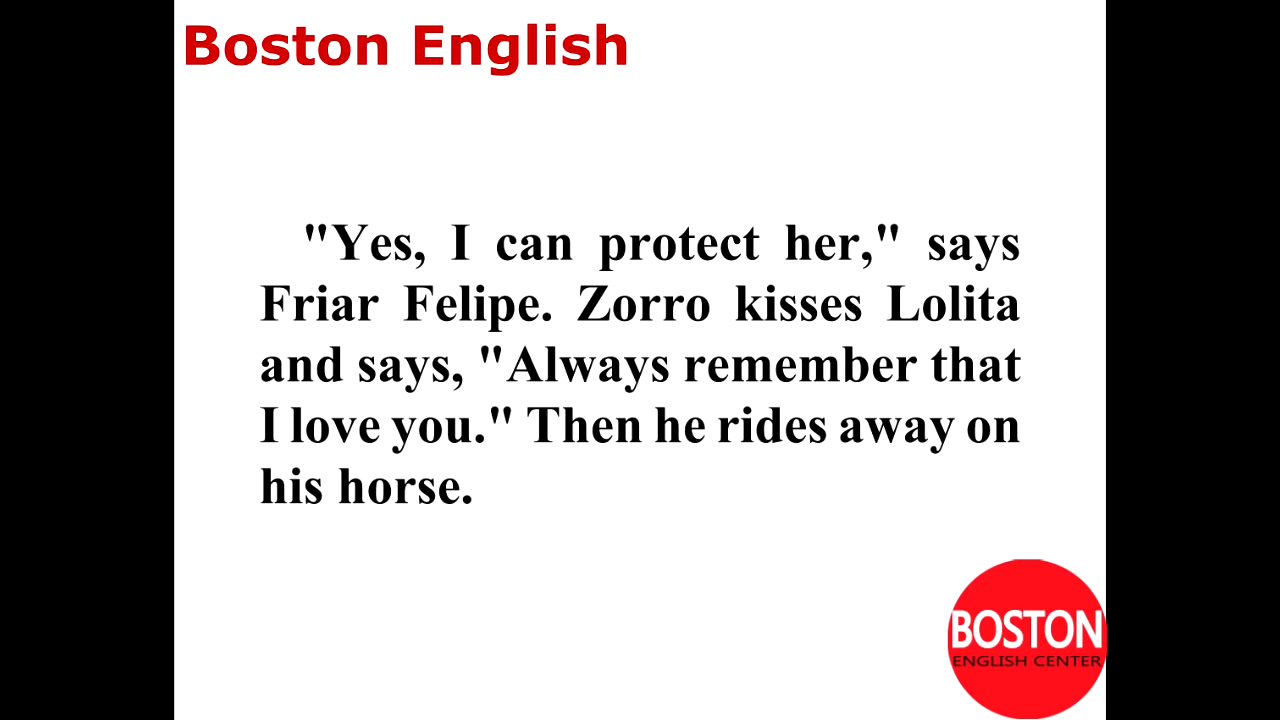 Boston English
"Yes, I can protect her," says
Friar Felipe. Zorro kisses Lolita
and says, "Always remember that
I love you." Then he rides away on
his horse.
BOSTON
ENGLISH CENTER